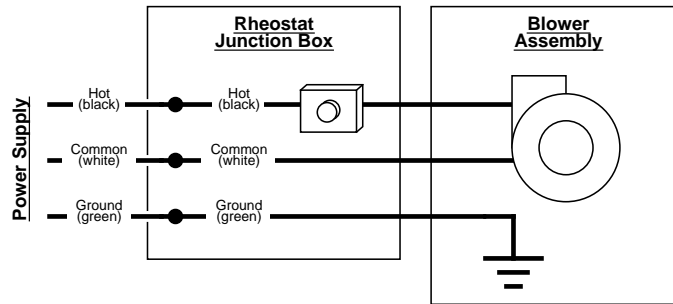 Rheostat
Junction Box
Blower
Assembly
Power Supply
Hot
(black)
Hot
(black)
Common
(white)
Common
(white)
Ground
(green)
Ground
(green)